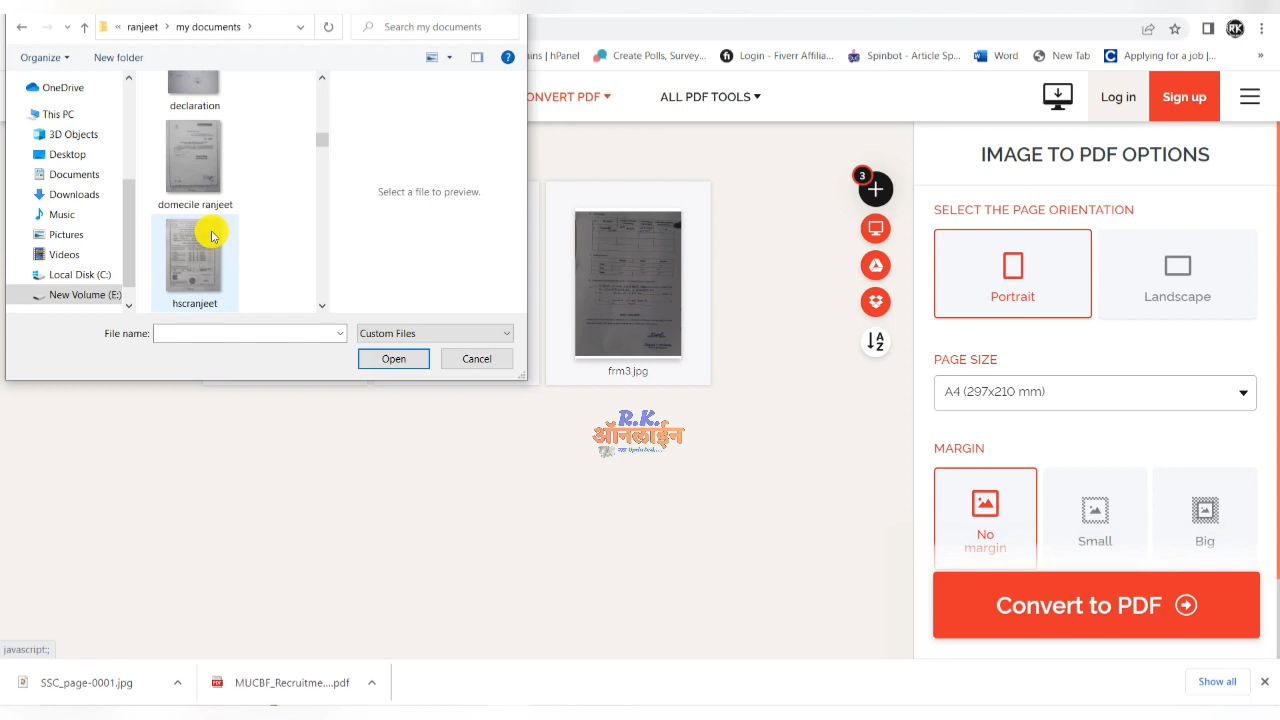 ranjeet
my documents
Search my documents
Organize
New folder
OneDrive
This PC
3D Objects
Desktop
Documents
Downloads
Music
Pictures
Videos
Local Disk (C:)
New Volume (E:)
declaration
domecile ranjeet
hscranjeet
Select a file to preview.
File name:
Custom Files
Open
Cancel
ns | hPanel
Create Polls, Survey...
Login - Fiverr Affilia...
Spinbot - Article Sp...
Word
New Tab
Applying for a job |...
RK
ONVERT PDF
ALL PDF TOOLS
Log in
Sign up
3
A
Z
frm3.jpg
R.K.
ऑनलाईन
IMAGE TO PDF OPTIONS
SELECT THE PAGE ORIENTATION
Portrait
Landscape
PAGE SIZE
A4 (297x210 mm)
MARGIN
No
margin
Small
Big
Convert to PDF
javascript:;
SSC_page-0001.jpg
MUCBF_Recruitme....pdf
Show all